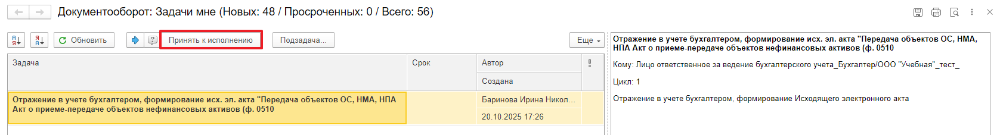 Документооборот: Задачи мне (Новых: 48 / Просроченных: 0 / Всего: 56)
А Я Я А Обновить ? Принять к исполнению Подзадача... Еще
Задача Срок Автор
Создана
Отражение в учете бухгалтером, формирование исх. эл. акта "Передача объектов ОС, НМА, НПА
Акт о приеме-передаче объектов нефинансовых активов (ф. 0510
Баринова Ирина Никол...
20.10.2025 17:26
Отражение в учете бухгалтером, формирование исх. эл. акта "Передача объектов ОС, НМА,
НПА Акт о приеме-передаче объектов нефинансовых активов (ф. 0510
Кому: Лицо ответственное за ведение бухгалтерского учета_Бухгалтер/ООО "Учебная"_тест_
Цикл: 1
Отражение в учете бухгалтером, формирование Исходящего электронного акта